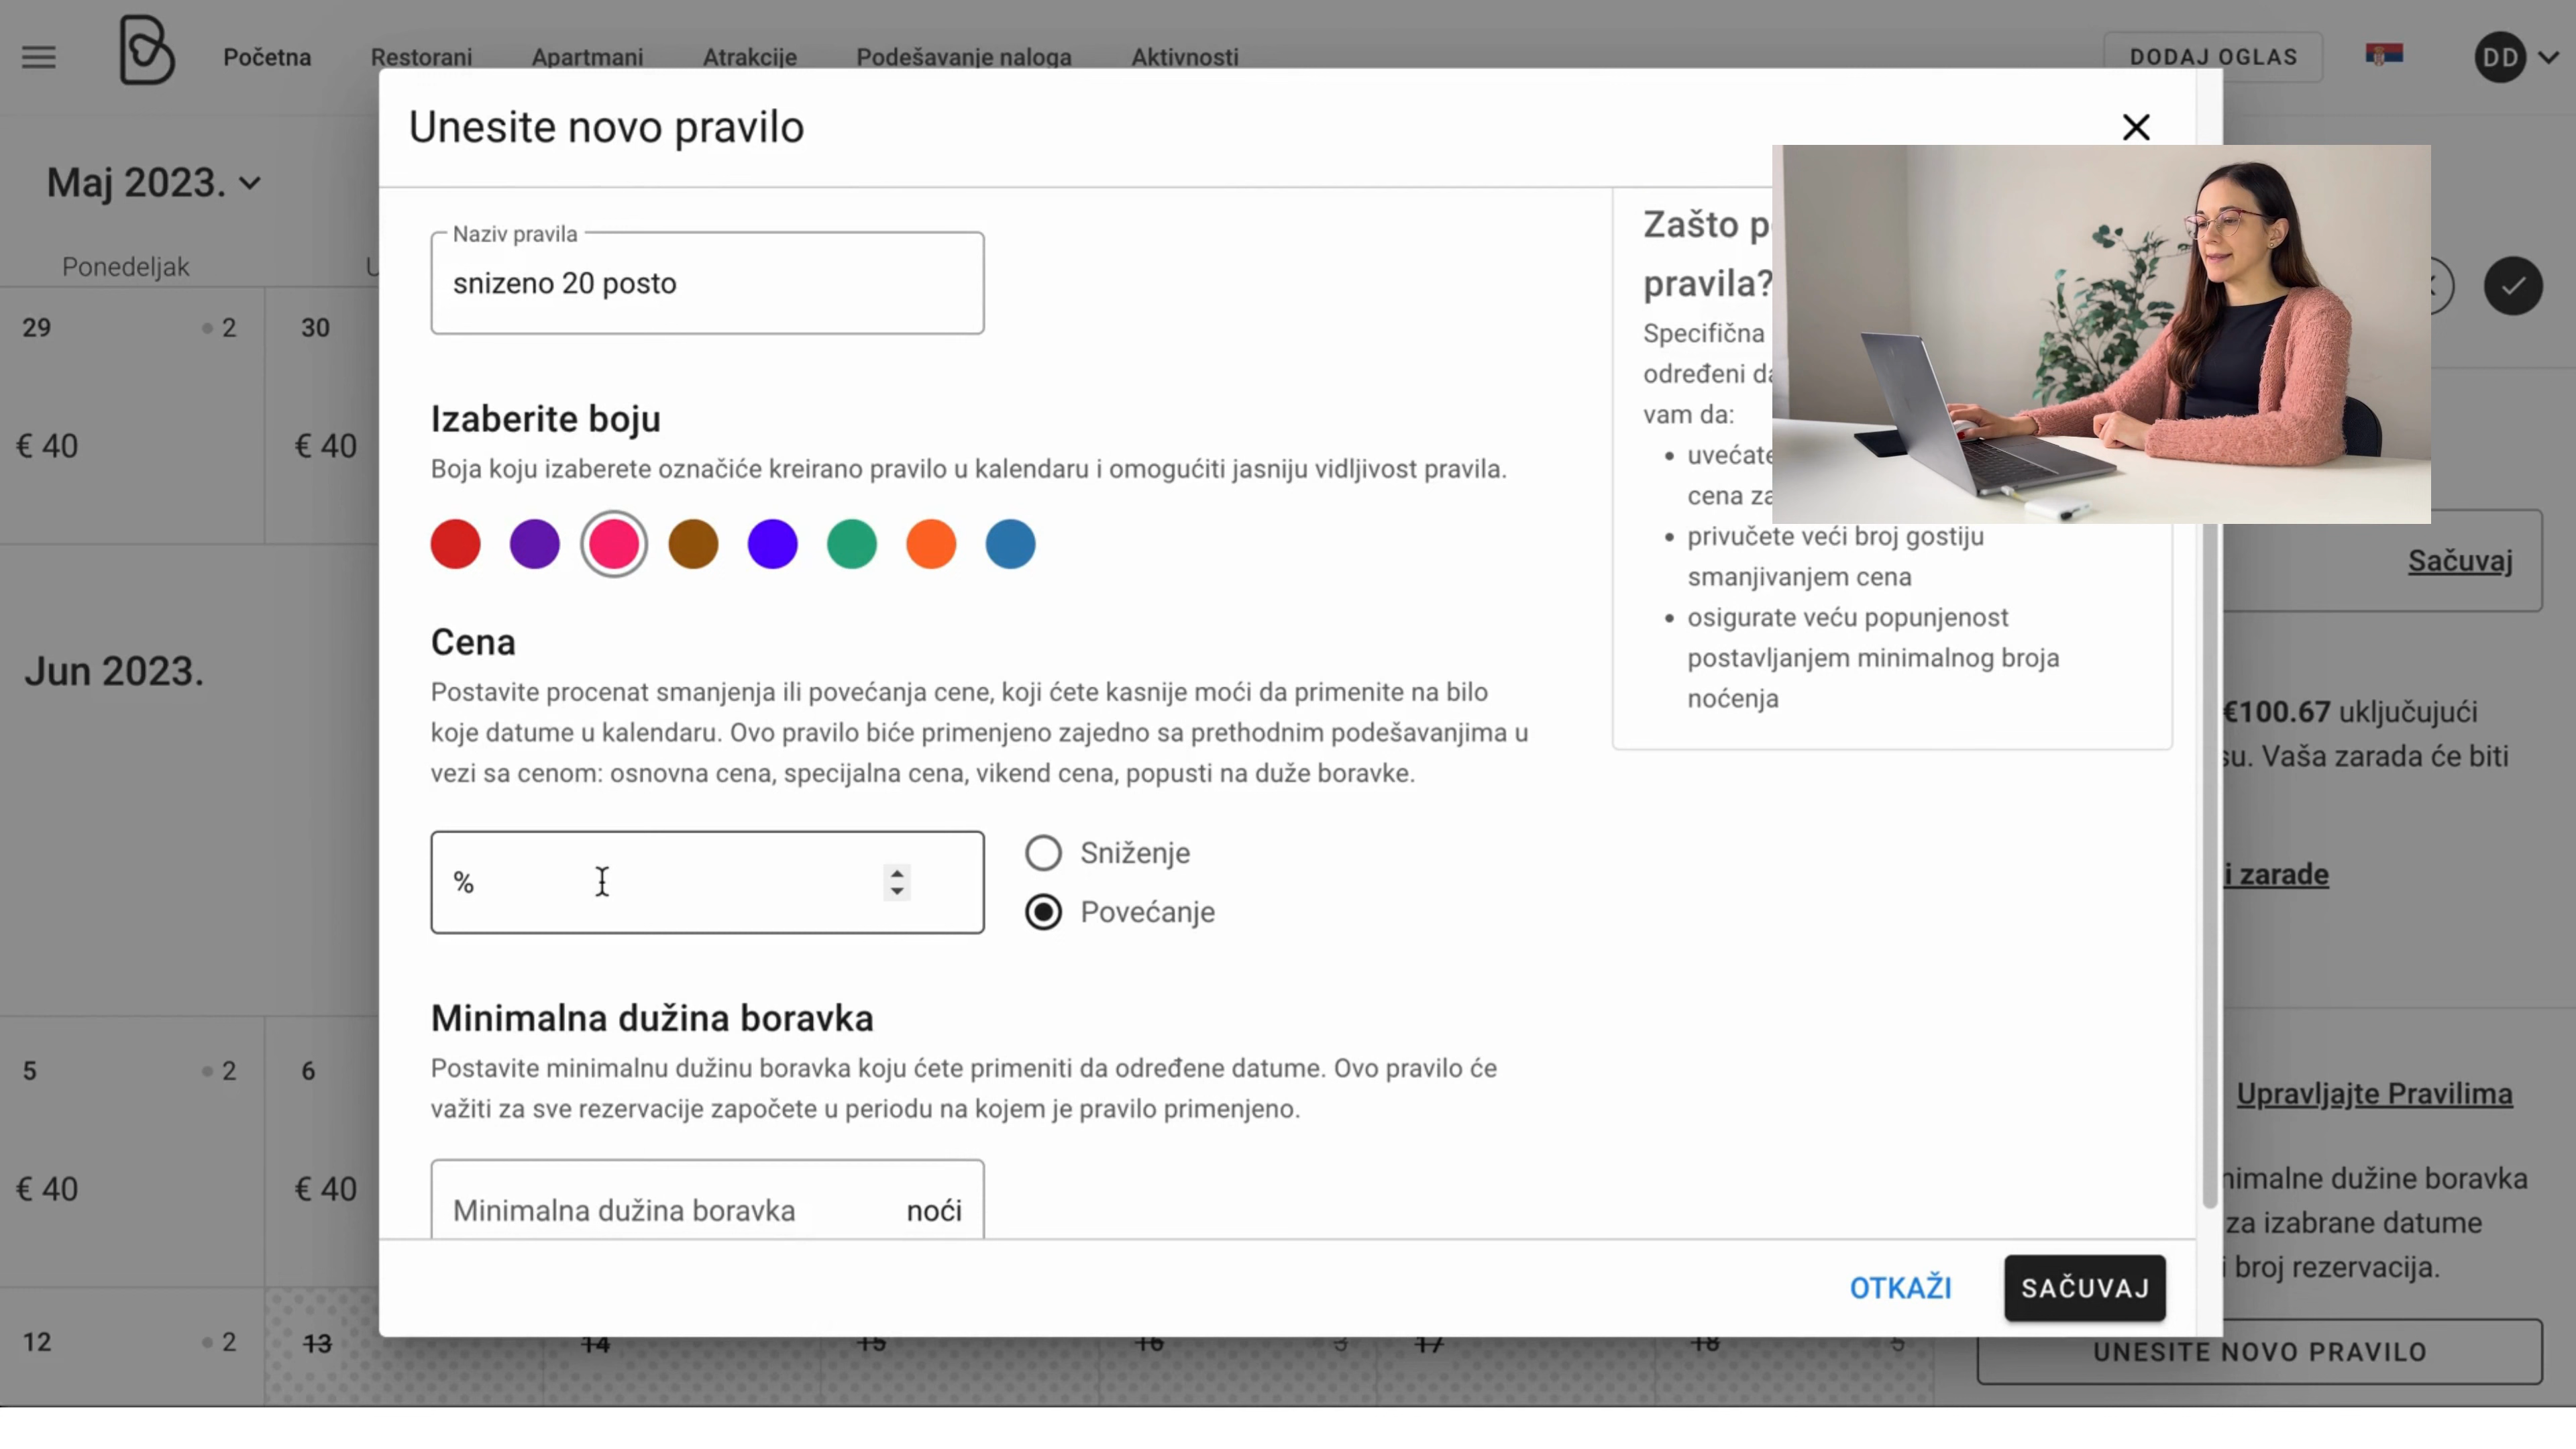 Početna Restorani Apartmani Atrakcije Podešavanje naloga Aktivnosti DODAJ OGLAS DD
Maj 2023.
Ponedeljak
29 2 30
€ 40 € 40
Jun 2023.
5 2 6
€ 40 € 40
12 2 13 14 15 16 3 17 18 5
Unesite novo pravilo
Naziv pravila
snizeno 20 posto
Izaberite boju
Boja koju izaberete označiće kreirano pravilo u kalendaru i omogućiti jasniju vidljivost pravila.
Cena
Postavite procenat smanjenja ili povećanja cene, koji ćete kasnije moći da primenite na bilo
koje datume u kalendaru. Ovo pravilo biće primenjeno zajedno sa prethodnim podešavanjima u
vezi sa cenom: osnovna cena, specijalna cena, vikend cena, popusti na duže boravke.
%
Sniženje
Povećanje
Minimalna dužina boravka
Postavite minimalnu dužinu boravka koju ćete primeniti da određene datume. Ovo pravilo će
važiti za sve rezervacije započete u periodu na kojem je pravilo primenjeno.
Minimalna dužina boravka noći
Zašto
pravila?
Specifična
određeni
vam da:
uvećate
cena
privučete veći broj gostiju
smanjivanjem cena
osigurate veću popunjenost
postavljanjem minimalnog broja
noćenja
OTKAŽI SAČUVAJ
Sačuvaj
€100.67 uključujući
Vaša zarada će biti
i zarade
Upravljajte Pravilima
dužine boravka
za izabrane datume
i broj rezervacija.
UNESITE NOVO PRAVILO